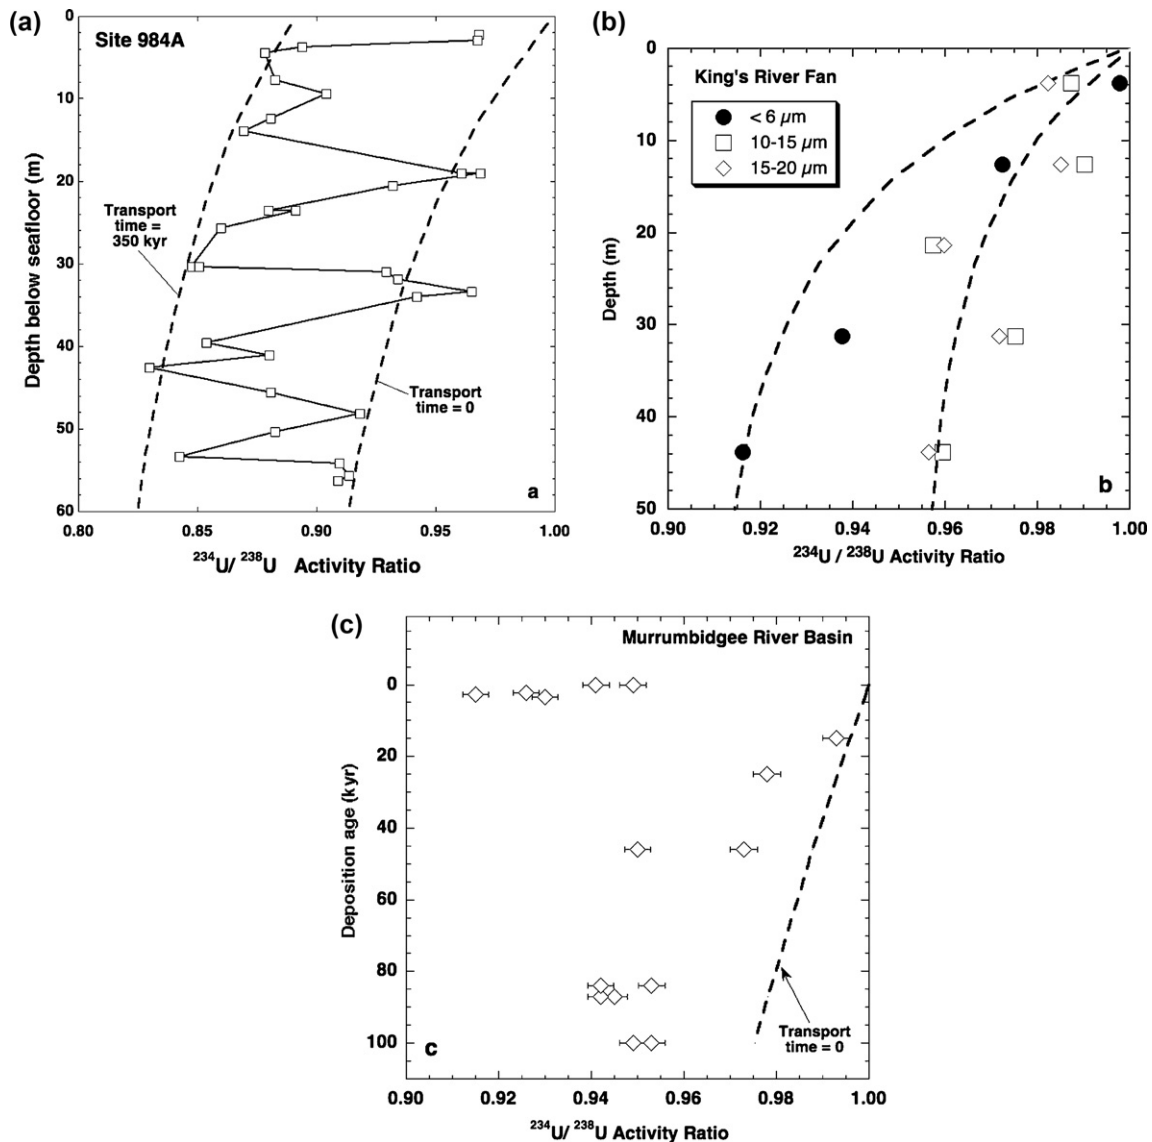 (a)
Site 984A
0
10
20
30
40
50
60
Depth below seafloor (m)
Transport
time =
350 kyr
Transport
time = 0
a
0.80
0.85
0.90
0.95
1.00
234U/ 238U Activity Ratio
(b)
King's River Fan
< 6 µm
10-15 µm
15-20 µm
0
10
20
30
40
50
Depth (m)
b
0.90
0.92
0.94
0.96
0.98
1.00
234U / 238U Activity Ratio
(c)
Murrumbidgee River Basin
0
20
40
60
80
100
Deposition age (kyr)
Transport
time = 0
c
0.90
0.92
0.94
0.96
0.98
1.00
234U/ 238U Activity Ratio